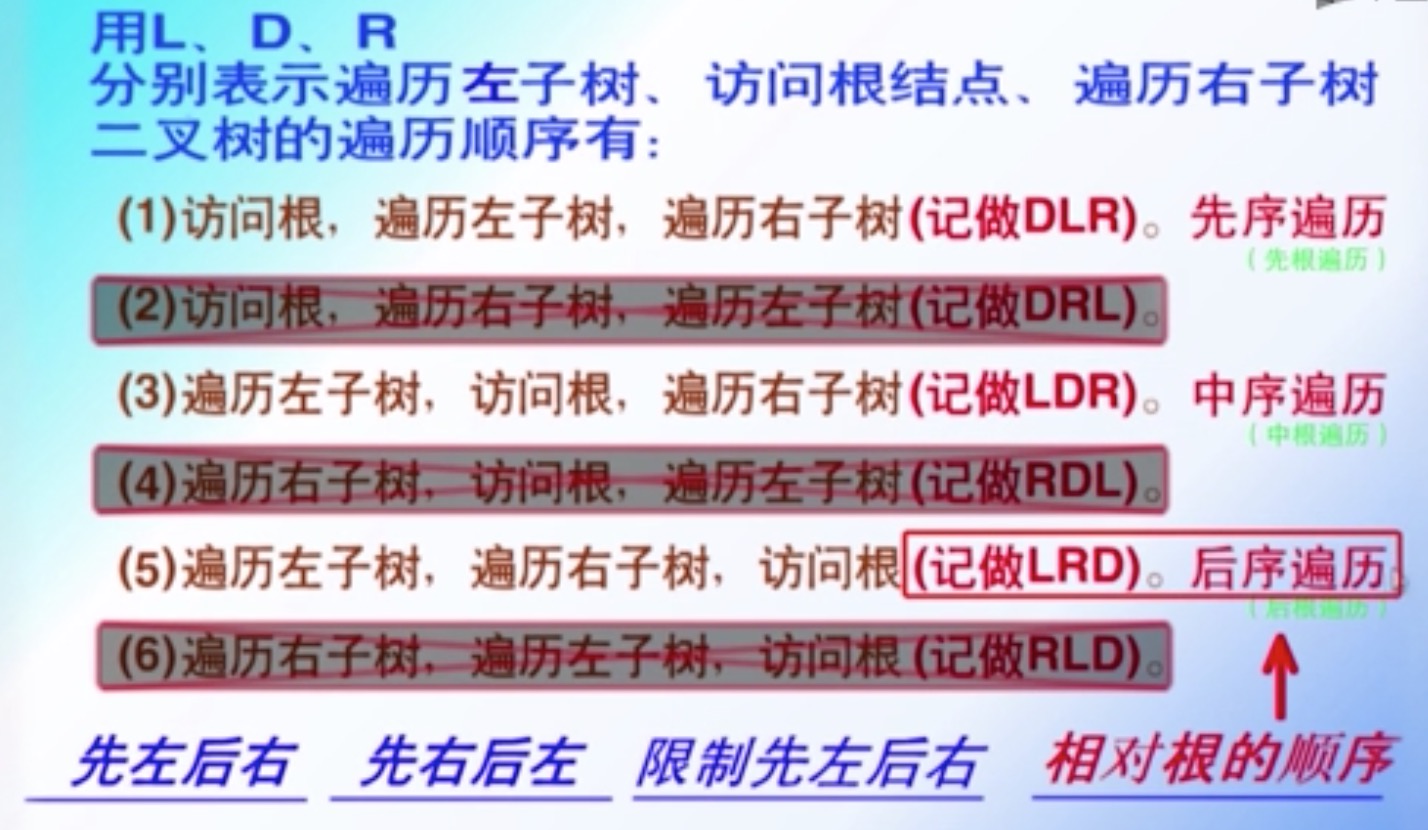 用L、D、R
分别表示遍历左子树、访问根结点、遍历右子树
二叉树的遍历顺序有:
(1)访问根，遍历左子树，遍历右子树(记做DLR)。先序遍历
(先根遍历)
(2)访问根，遍历右子树，遍历左子树(记做DRL)。
(3)遍历左子树，访问根，遍历右子树(记做LDR)。中序遍历
(中根遍历)
(4)遍历右子树，访问根，遍历左子树(记做RDL)。
(5)遍历左子树，遍历右子树，访问根(记做LRD)。后序遍历
(后根遍历)
(6)遍历右子树，遍历左子树，访问根(记做RLD)。
先左后右 先右后左 限制先左后右 相对根的顺序